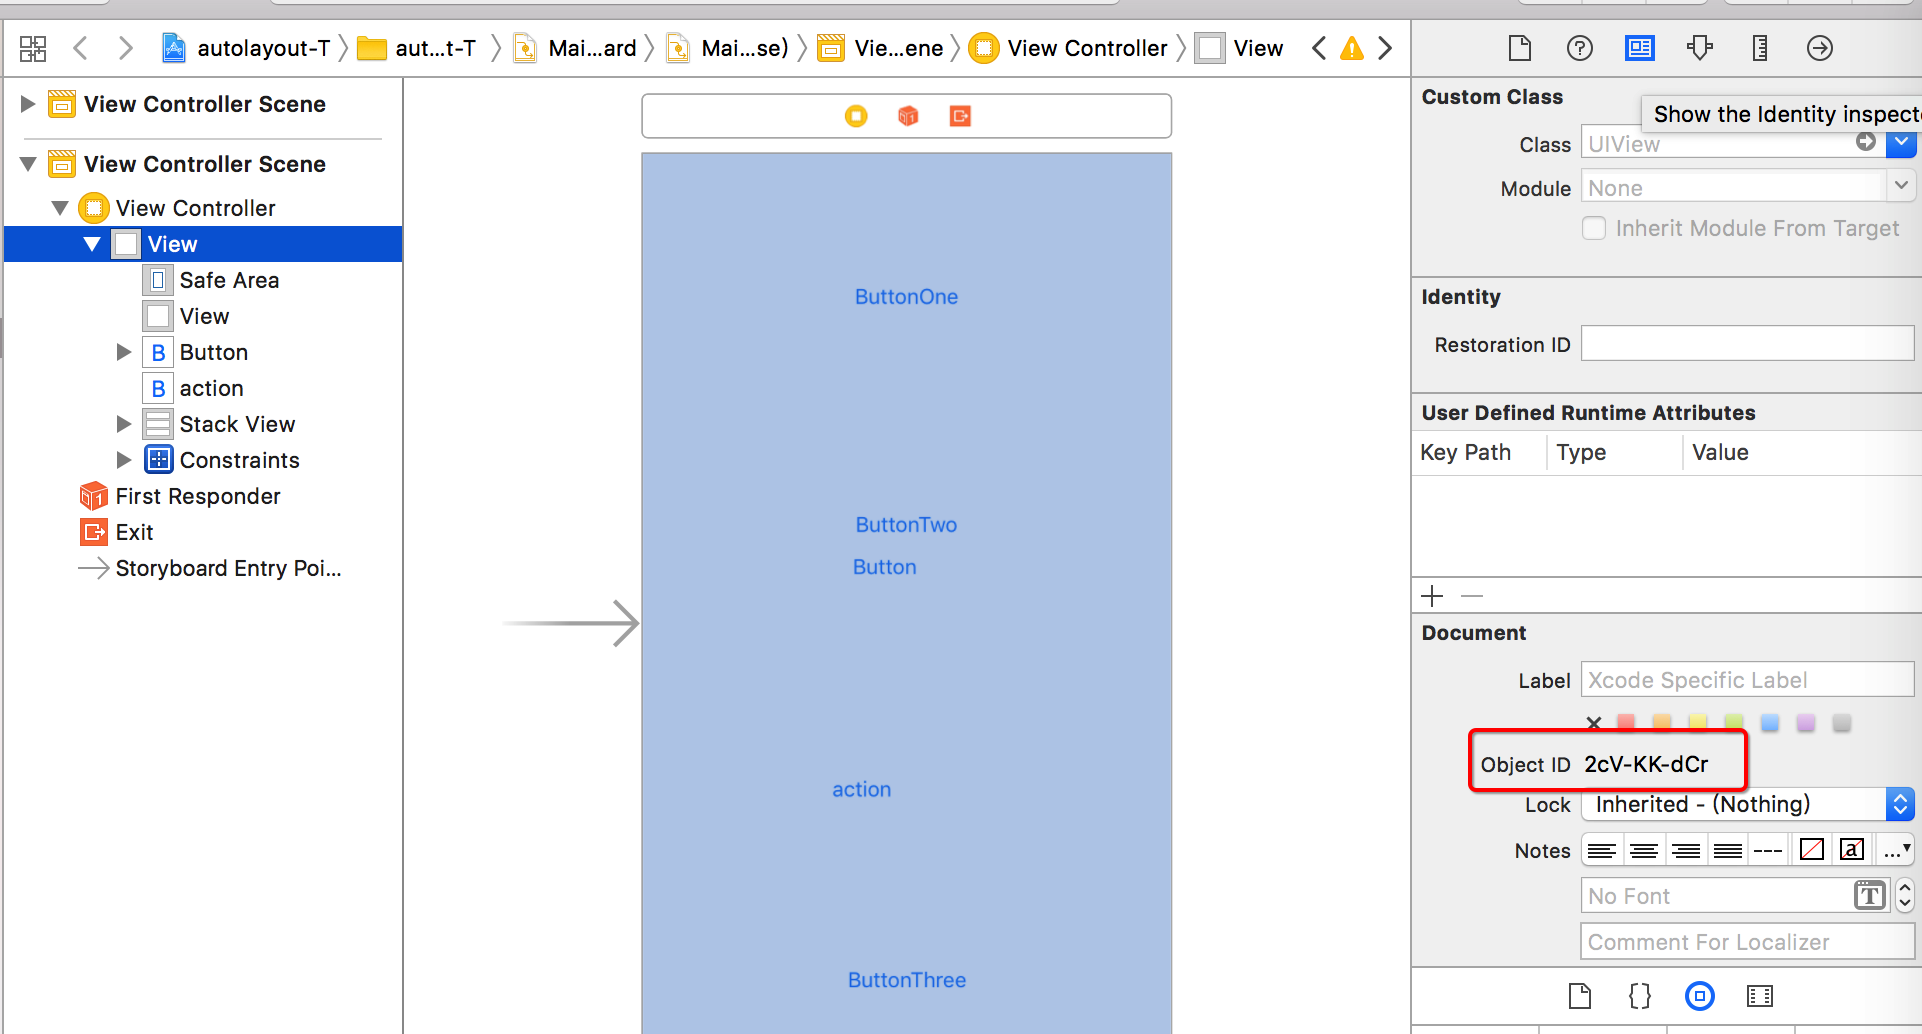 autolayout-T
aut...t-T
Mai...ard
Mai...se)
Vie...ene
View Controller
View
View Controller Scene
View Controller Scene
View Controller
View
Safe Area
View
B Button
B action
Stack View
Constraints
First Responder
Exit
Storyboard Entry Poi...
ButtonOne
ButtonTwo
Button
action
ButtonThree
Custom Class
Show the Identity inspect
Class UIView
Module None
Inherit Module From Target
Identity
Restoration ID
User Defined Runtime Attributes
Key Path Type Value
Document
Label Xcode Specific Label
Object ID 2cV-KK-dCr
Lock Inherited - (Nothing)
Notes
No Font
Comment For Localizer